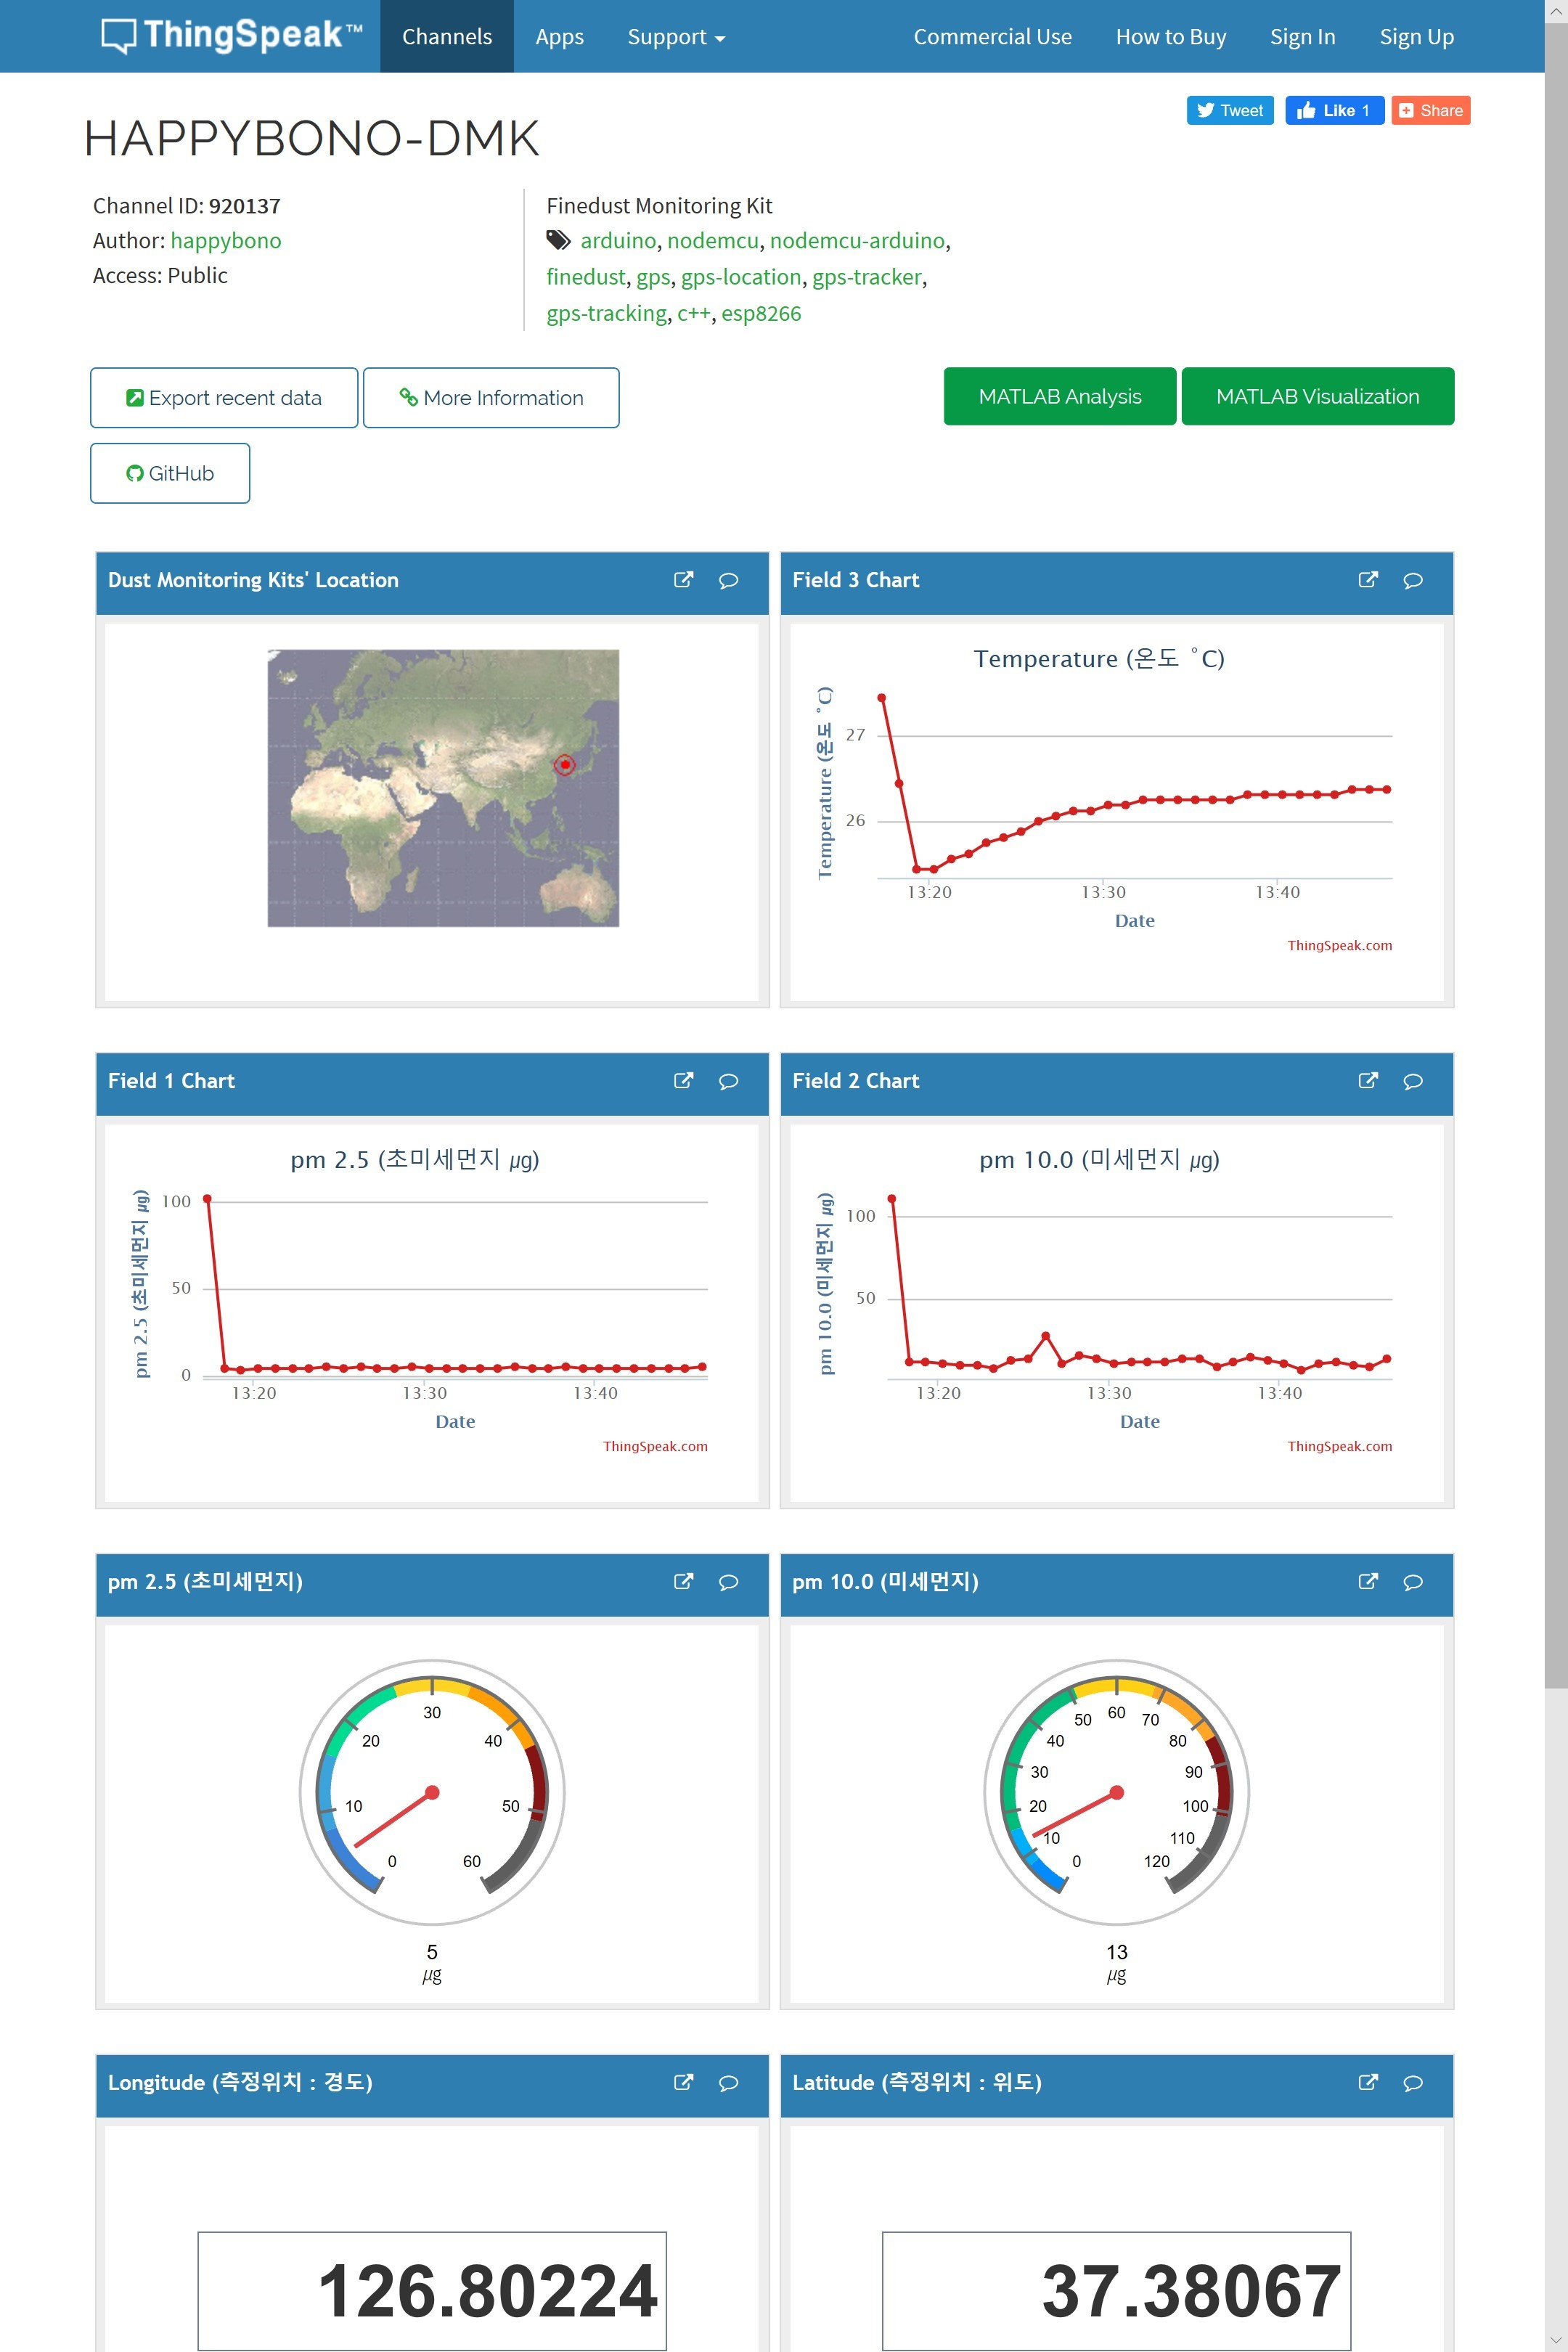 ThingSpeak™ Channels Apps Support Commercial Use How to Buy Sign In Sign Up
Tweet Like 1 Share
HAPPYBONO-DMK
Channel ID: 920137
Author: happybono
Access: Public
Finedust Monitoring Kit
arduino, nodemcu, nodemcu-arduino,
finedust, gps, gps-location, gps-tracker,
gps-tracking, c++, esp8266
Export recent data More Information MATLAB Analysis MATLAB Visualization
GitHub
Dust Monitoring Kits' Location
Field 3 Chart
Temperature (온도 ˚C)
Temperature (온도 ˚C)
27
26
13:20 13:30 13:40
Date
ThingSpeak.com
Field 1 Chart
pm 2.5 (초미세먼지 ㎍)
pm 2.5 (초미세먼지 ㎍)
100
50
0
13:20 13:30 13:40
Date
ThingSpeak.com
Field 2 Chart
pm 10.0 (미세먼지 ㎍)
pm 10.0 (미세먼지 ㎍)
100
50
13:20 13:30 13:40
Date
ThingSpeak.com
pm 2.5 (초미세먼지)
0 10 20 30 40 50 60
5
㎍
pm 10.0 (미세먼지)
0 10 20 30 40 50 60 70 80 90 100 110 120
13
㎍
Longitude (측정위치 : 경도)
126.80224
Latitude (측정위치 : 위도)
37.38067